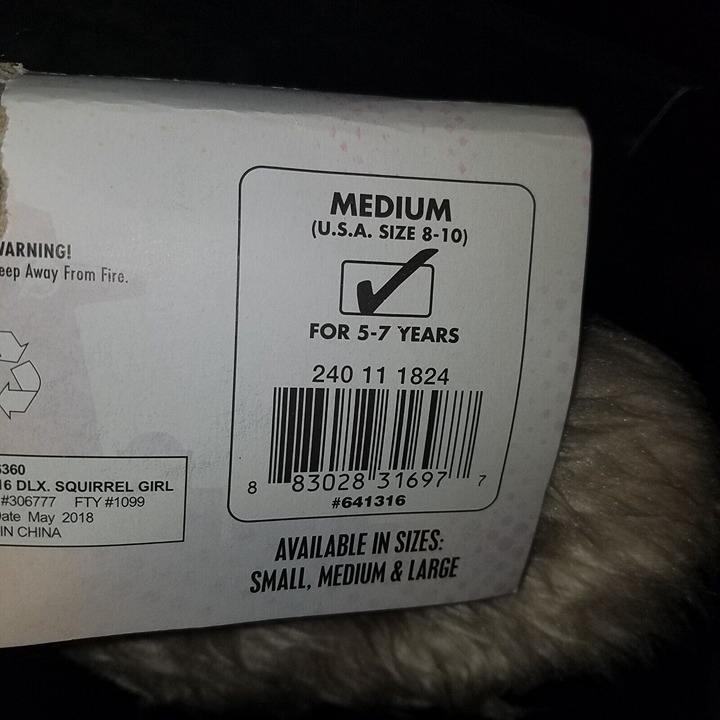 MEDIUM
(U.S.A. SIZE 8-10)
FOR 5-7 YEARS
240 11 1824
8 83028 31697 7
#641316
AVAILABLE IN SIZES:
SMALL, MEDIUM & LARGE
WARNING!
eep Away From Fire.
360
16 DLX. SQUIRREL GIRL
#306777 FTY #1099
ate May 2018
IN CHINA